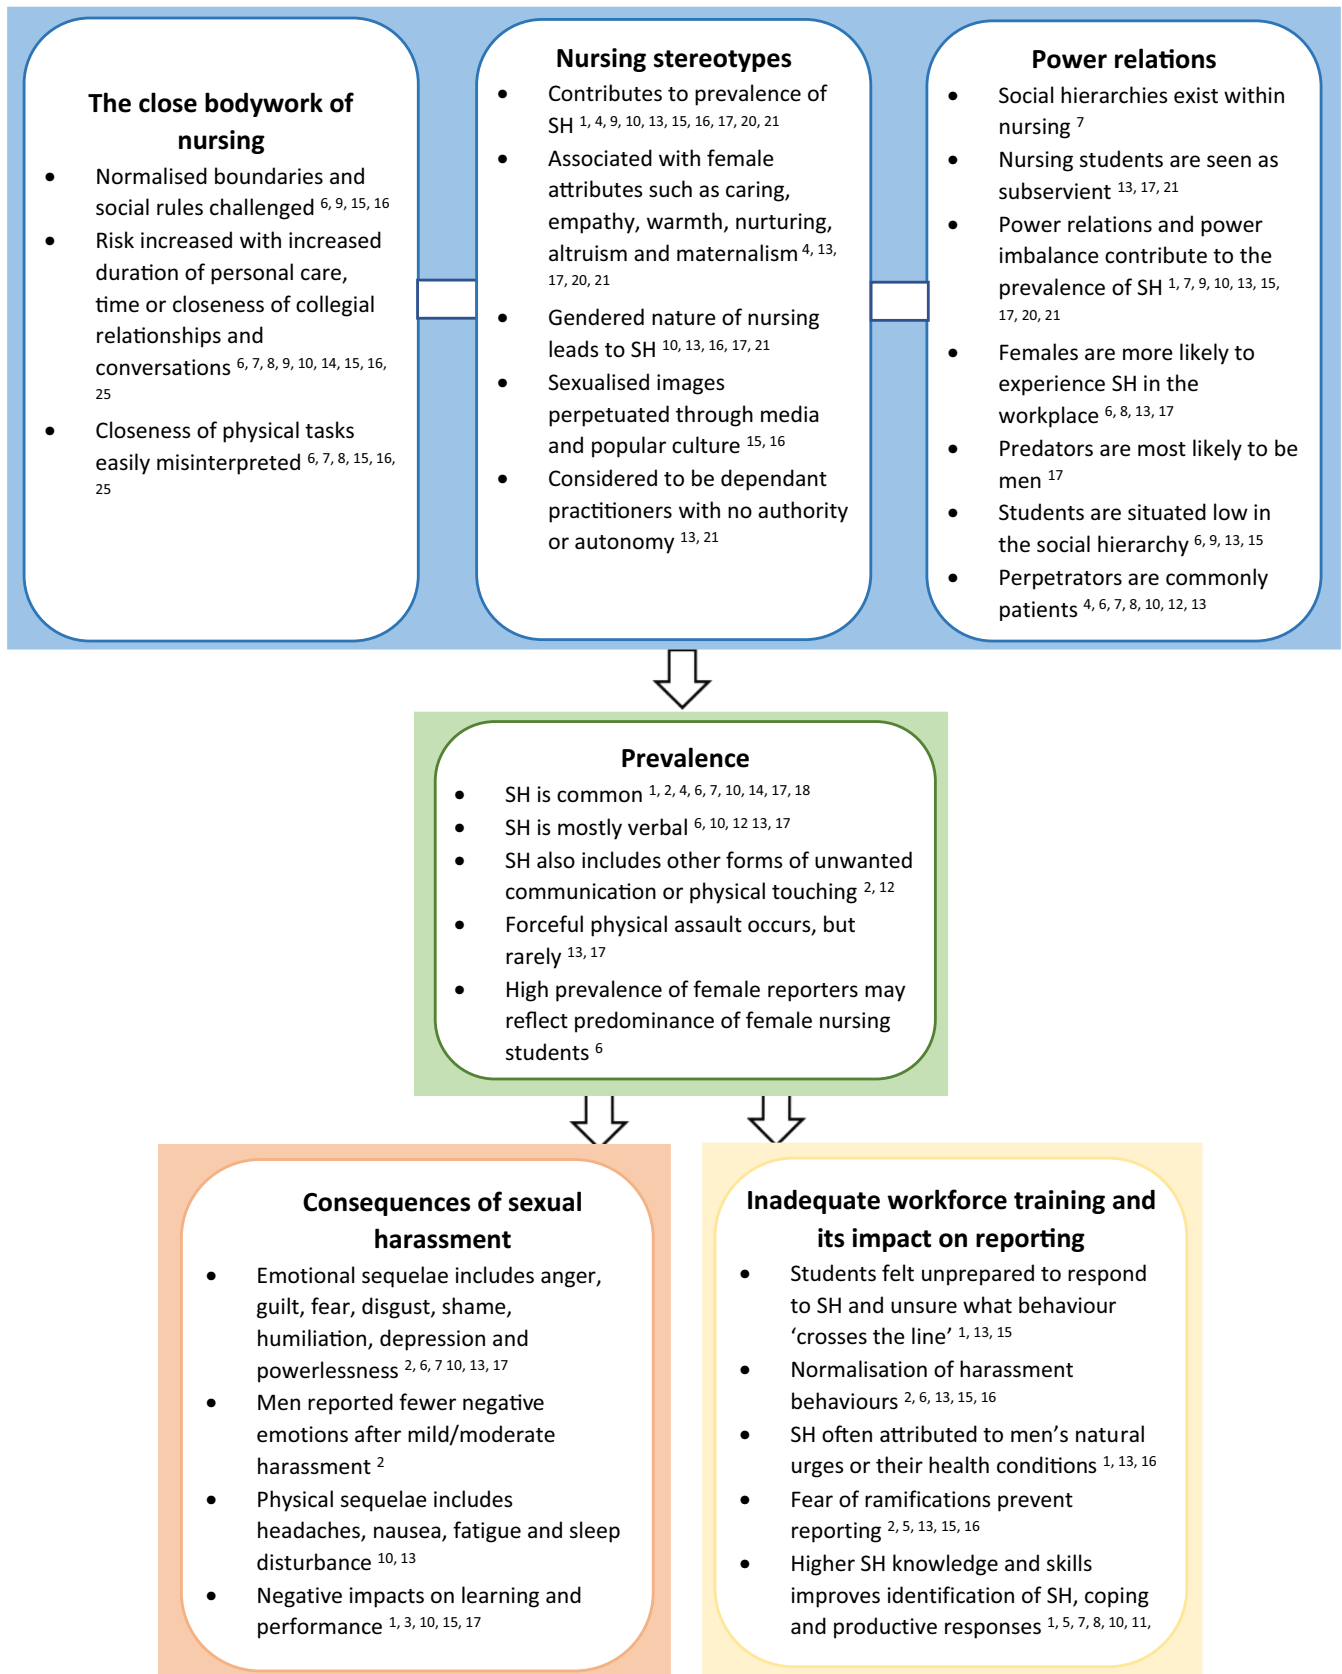 The close bodywork of
nursing
• Normalised boundaries and
social rules challenged 6, 9, 15, 16
• Risk increased with increased
duration of personal care,
time or closeness of collegial
relationships and
conversations 6, 7, 8, 9, 10, 14, 15, 16,
25
• Closeness of physical tasks
easily misinterpreted 6, 7, 8, 15, 16,
25
Nursing stereotypes
• Contributes to prevalence of
SH 1, 4, 9, 10, 13, 15, 16, 17, 20, 21
• Associated with female
attributes such as caring,
empathy, warmth, nurturing,
altruism and maternalism 4, 13,
17, 20, 21
• Gendered nature of nursing
leads to SH 10, 13, 16, 17, 21
• Sexualised images
perpetuated through media
and popular culture 15, 16
• Considered to be dependant
practitioners with no authority
or autonomy 13, 21
Power relations
• Social hierarchies exist within
nursing 7
• Nursing students are seen as
subservient 13, 17, 21
• Power relations and power
imbalance contribute to the
prevalence of SH 1, 7, 9, 10, 13, 15,
17, 20, 21
• Females are more likely to
experience SH in the
workplace 6, 8, 13, 17
• Predators are most likely to be
men 17
• Students are situated low in
the social hierarchy 6, 9, 13, 15
• Perpetrators are commonly
patients 4, 6, 7, 8, 10, 12, 13
Prevalence
• SH is common 1, 2, 4, 6, 7, 10, 14, 17, 18
• SH is mostly verbal 6, 10, 12 13, 17
• SH also includes other forms of unwanted
communication or physical touching 2, 12
• Forceful physical assault occurs, but
rarely 13, 17
• High prevalence of female reporters may
reflect predominance of female nursing
students 6
Consequences of sexual
harassment
• Emotional sequelae includes anger,
guilt, fear, disgust, shame,
humiliation, depression and
powerlessness 2, 6, 7 10, 13, 17
• Men reported fewer negative
emotions after mild/moderate
harassment 2
• Physical sequelae includes
headaches, nausea, fatigue and sleep
disturbance 10, 13
• Negative impacts on learning and
performance 1, 3, 10, 15, 17
Inadequate workforce training and
its impact on reporting
• Students felt unprepared to respond
to SH and unsure what behaviour
‘crosses the line’ 1, 13, 15
• Normalisation of harassment
behaviours 2, 6, 13, 15, 16
• SH often attributed to men’s natural
urges or their health conditions 1, 13, 16
• Fear of ramifications prevent
reporting 2, 5, 13, 15, 16
• Higher SH knowledge and skills
improves identification of SH, coping
and productive responses 1, 5, 7, 8, 10, 11,